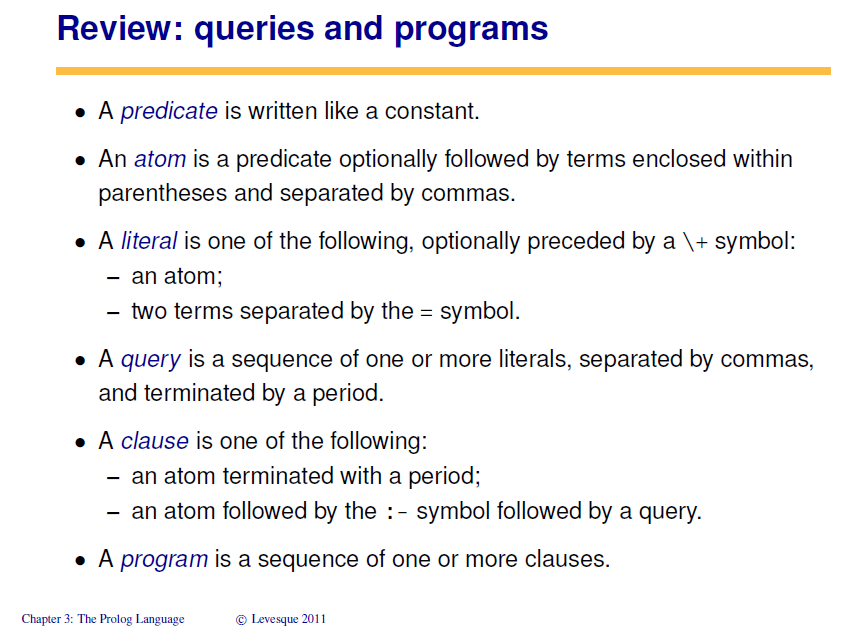 Review: queries and programs
• A predicate is written like a constant.
• An atom is a predicate optionally followed by terms enclosed within
parentheses and separated by commas.
• A literal is one of the following, optionally preceded by a \+ symbol:
– an atom;
– two terms separated by the = symbol.
• A query is a sequence of one or more literals, separated by commas,
and terminated by a period.
• A clause is one of the following:
– an atom terminated with a period;
– an atom followed by the :- symbol followed by a query.
• A program is a sequence of one or more clauses.
Chapter 3: The Prolog Language © Levesque 2011